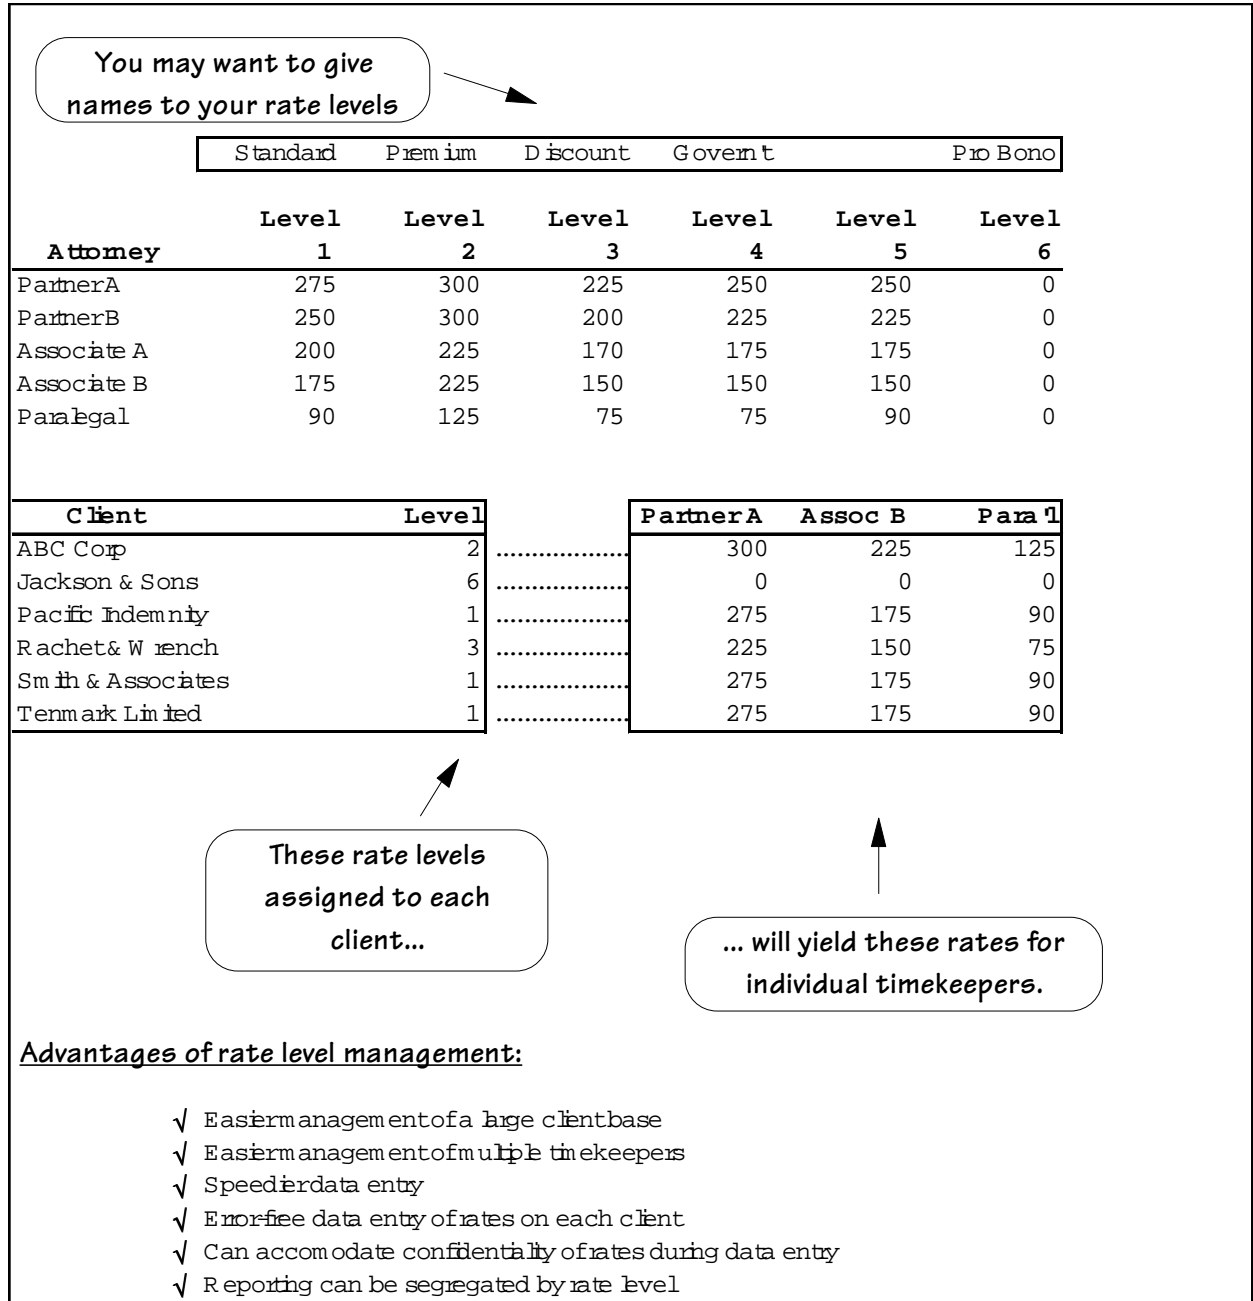 You may want to give
names to your rate levels
Standard Premium Discount Govern't Pro Bono
Level Level Level Level Level Level
Attorney 1 2 3 4 5 6
Partner A 275 300 225 250 250 0
Partner B 250 300 200 225 225 0
Associate A 200 225 170 175 175 0
Associate B 175 225 150 150 150 0
Paralegal 90 125 75 75 90 0
Client Level Partner A Assoc B Para'l
ABC Corp 2 ................... 300 225 125
Jackson & Sons 6 ................... 0 0 0
Pacific Indemnity 1 ................... 275 175 90
Rachet & Wrench 3 ................... 225 150 75
Smith & Associates 1 ................... 275 175 90
Tenmark Limited 1 ................... 275 175 90
These rate levels
assigned to each
client...
... will yield these rates for
individual timekeepers.
Advantages of rate level management:
√ Easier management of a large client base
√ Easier management of multiple timekeepers
√ Speedier data entry
√ Error-free data entry of rates on each client
√ Can accomodate confidentiality of rates during data entry
√ Reporting can be segregated by rate level